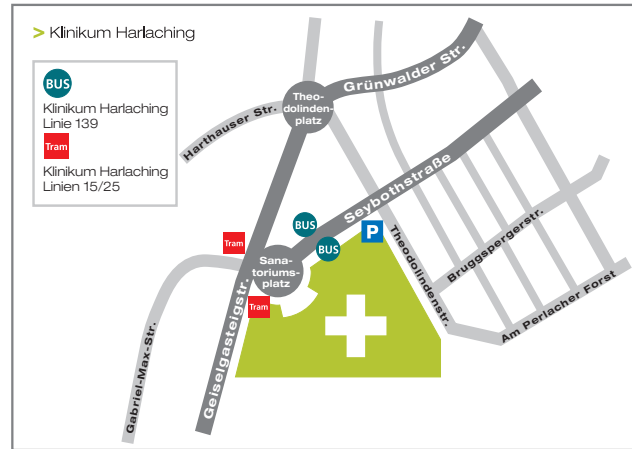 > Klinikum Harlaching
BUS
Klinikum Harlaching
Linie 139
Tram
Klinikum Harlaching
Linien 15/25
Grünwalder Str.
Theo-
dolinden-
platz
Harthauser Str.
Seybothstraße
BUS
BUS
P
Tram
Sana-
toriums-
platz
Tram
Theodolindenstr.
Bruggspergerstr.
Am Perlacher Forst
Geiselgasteigstr.
Gabriel-Max-Str.